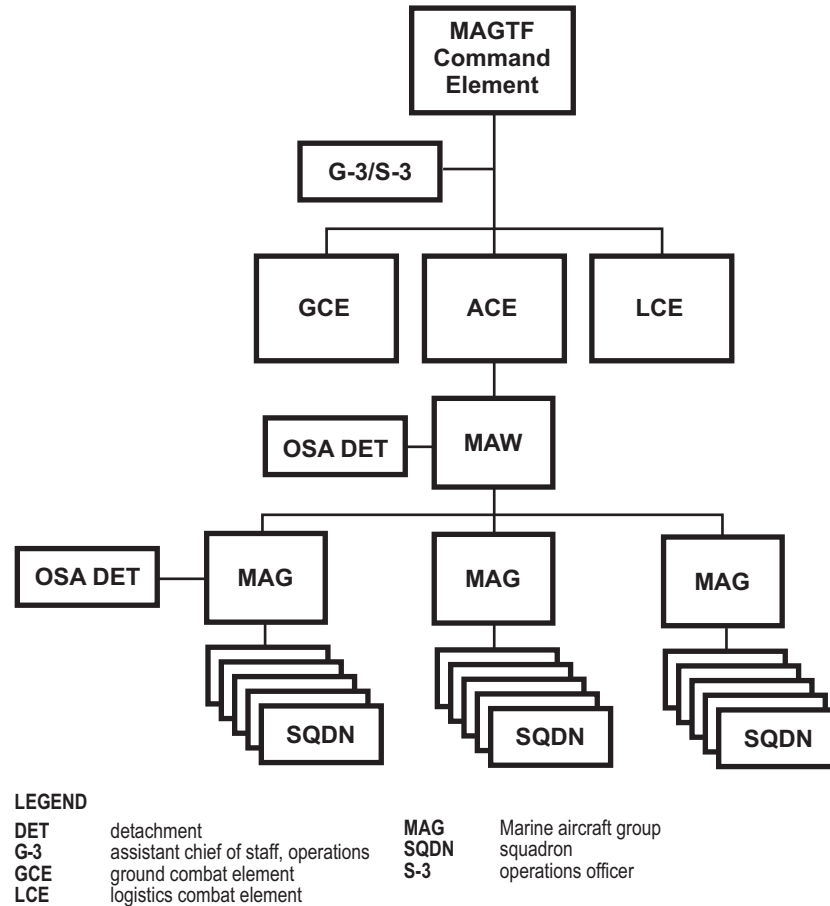 MAGTF
Command
Element
G-3/S-3
GCE
ACE
LCE
OSA DET
MAW
OSA DET
MAG
MAG
MAG
SQDN
SQDN
SQDN
LEGEND
DET detachment
G-3 assistant chief of staff, operations
GCE ground combat element
LCE logistics combat element
MAG Marine aircraft group
SQDN squadron
S-3 operations officer